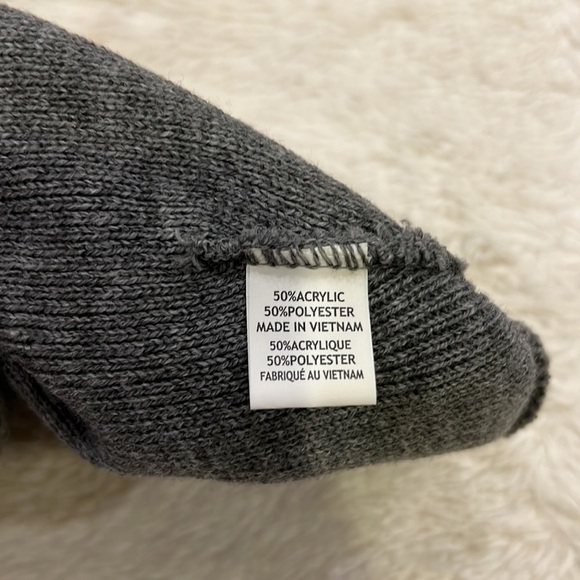 50%ACRYLIC
50%POLYESTER
MADE IN VIETNAM
50%ACRYLIQUE
50%POLYESTER
FABRIQUÉ AU VIETNAM